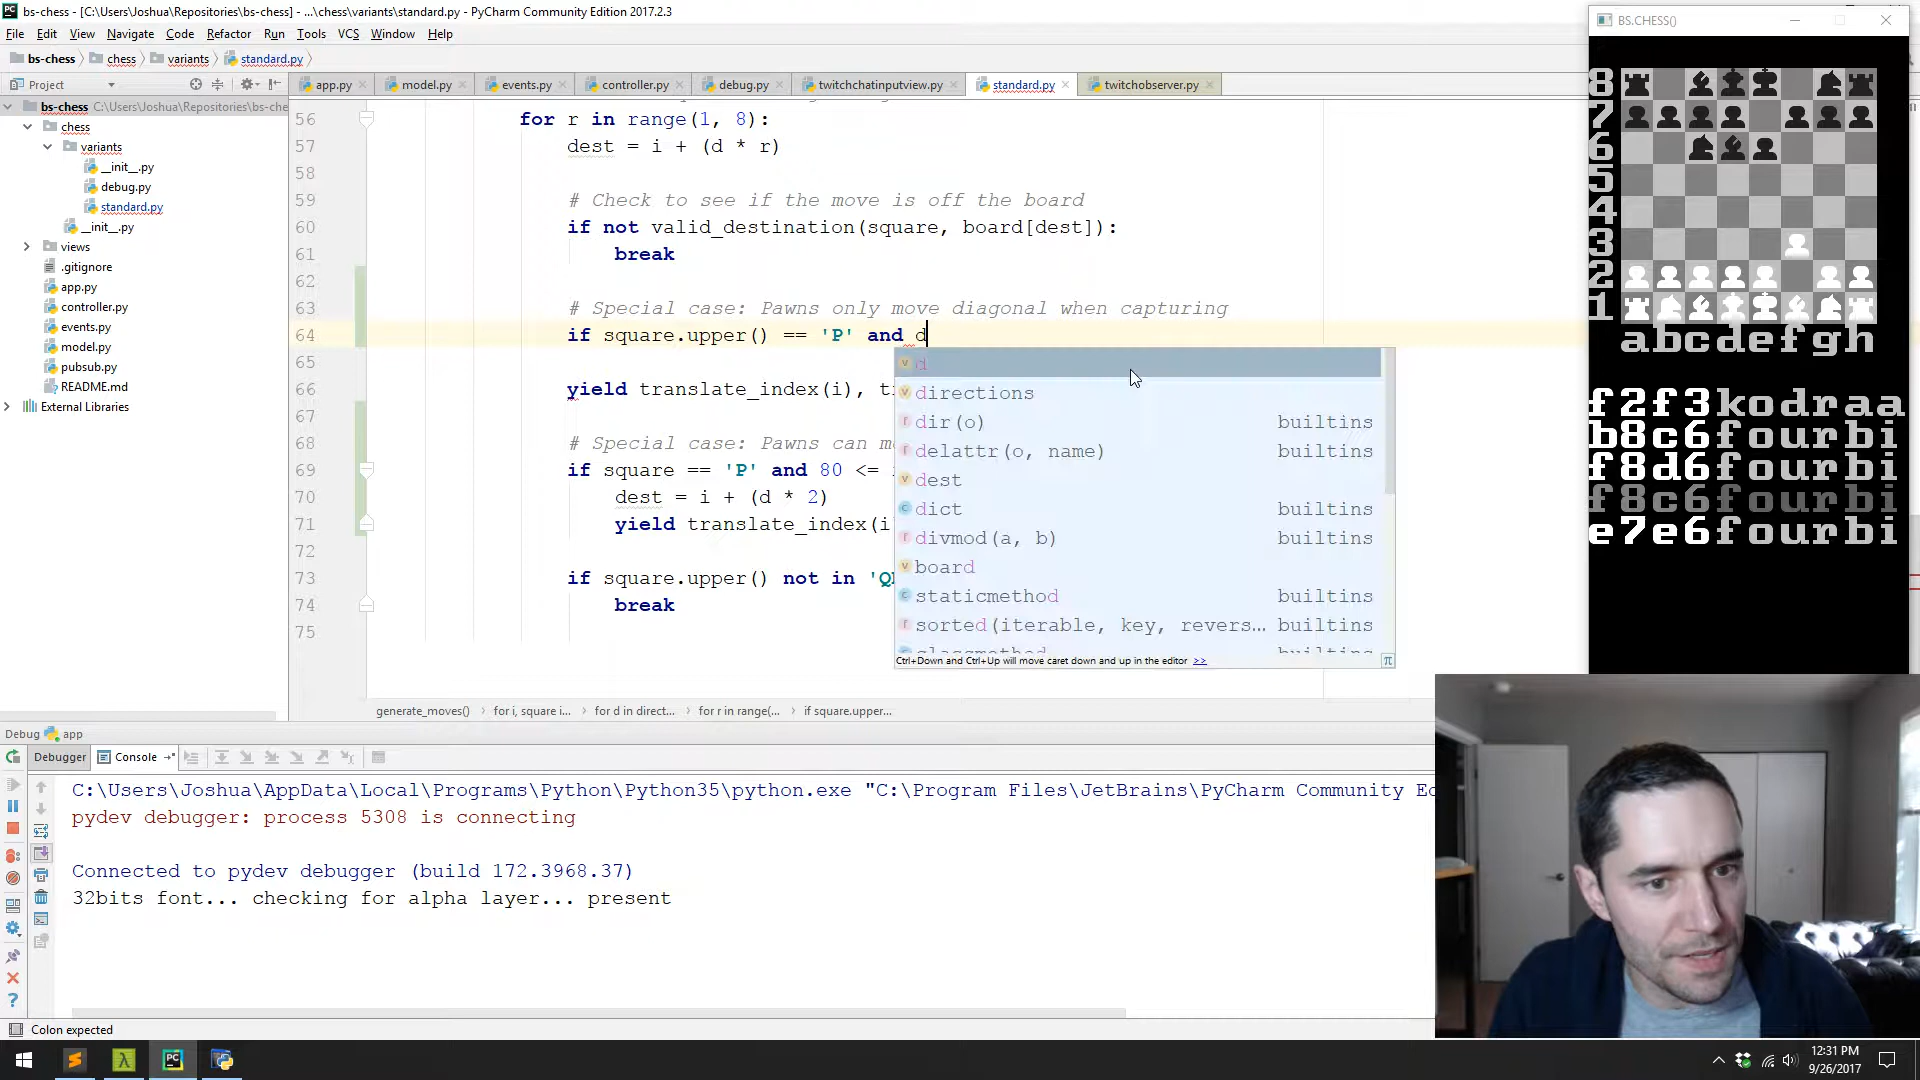 bs-chess - [C:\Users\Joshua\Repositories\bs-chess] - ...\chess\variants\standard.py - PyCharm Community Edition 2017.2.3
File Edit View Navigate Code Refactor Run Tools VCS Window Help
bs-chess chess variants standard.py
Project
app.py model.py events.py controller.py debug.py twitchchatinputview.py standard.py twitchobserver.py
bs-chess C:\Users\Joshua\Repositories\bs-che
chess
variants
__init__.py
debug.py
standard.py
__init__.py
views
.gitignore
app.py
controller.py
events.py
model.py
pubsub.py
README.md
External Libraries
56 for r in range(1, 8):
57 dest = i + (d * r)
58
59 # Check to see if the move is off the board
60 if not valid_destination(square, board[dest]):
61 break
62
63 # Special case: Pawns only move diagonal when capturing
64 if square.upper() == 'P' and d
65
66 yield translate_index(i),
67
68 # Special case: Pawns can
69 if square == 'P' and 80 <=
70 dest = i + (d * 2)
71 yield translate_index(i
72
73 if square.upper() not in
74 break
75
d
directions
dir(o) builtins
delattr(o, name) builtins
dest
dict builtins
divmod(a, b) builtins
board
staticmethod builtins
sorted(iterable, key, revers... builtins
classmethod builtins
Ctrl+Down and Ctrl+Up will move caret down and up in the editor >>
generate_moves() for i, square i... for d in direct... for r in range(... if square.upper...
Debug app
Debugger Console
C:\Users\Joshua\AppData\Local\Programs\Python\Python35\python.exe "C:\Program Files\JetBrains\PyCharm Community Ed
pydev debugger: process 5308 is connecting
Connected to pydev debugger (build 172.3968.37)
32bits font... checking for alpha layer... present
Colon expected
BS.CHESS()
8
7
6
5
4
3
2
1
abcdefgh
f2f3kodraa
b8c6fourbi
f8d6fourbi
f8c6fourbi
e7e6fourbi
12:31 PM
9/26/2017